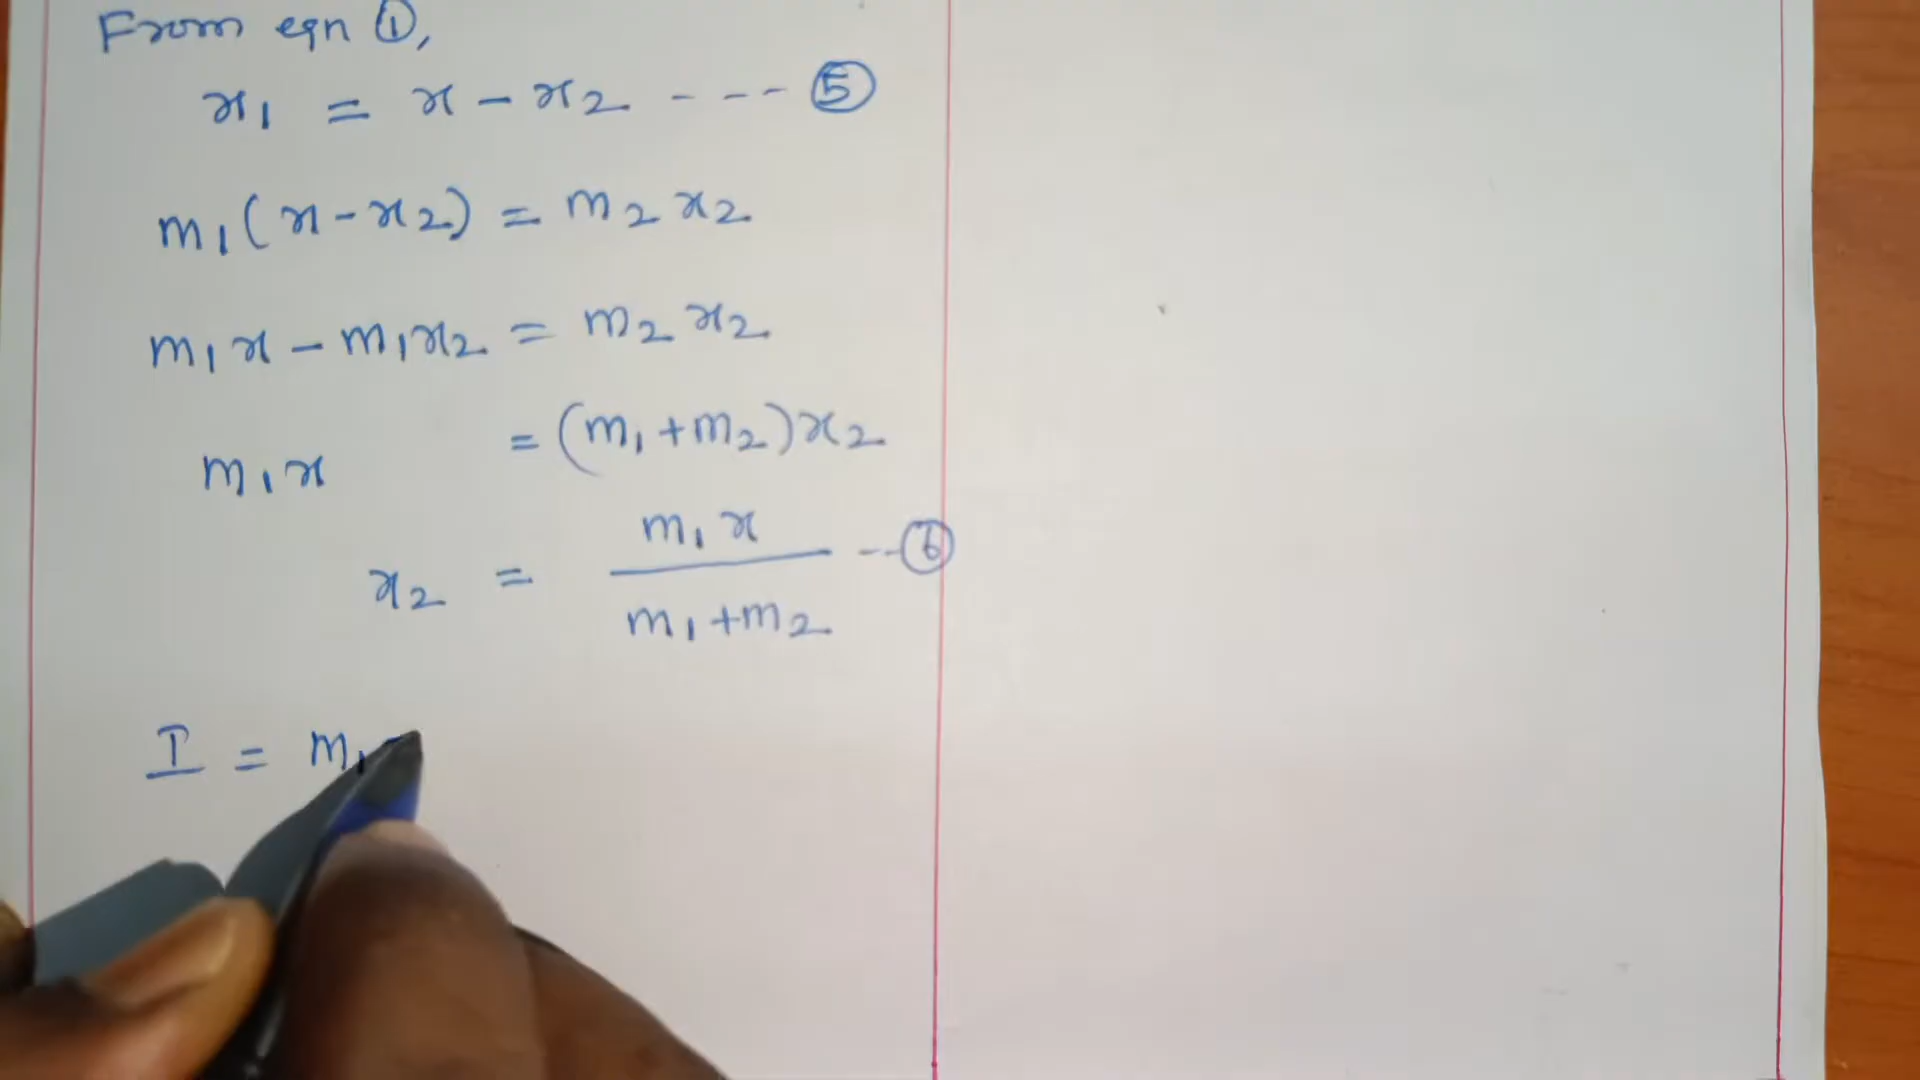 From eqn ①,
x₁ = x - x₂ ---- ⑤
m₁(x-x₂) = m₂x₂
m₁x - m₁x₂ = m₂x₂
m₁x = (m₁+m₂)x₂
x₂ = m₁x / m₁+m₂ --- ⑥
I = m₁